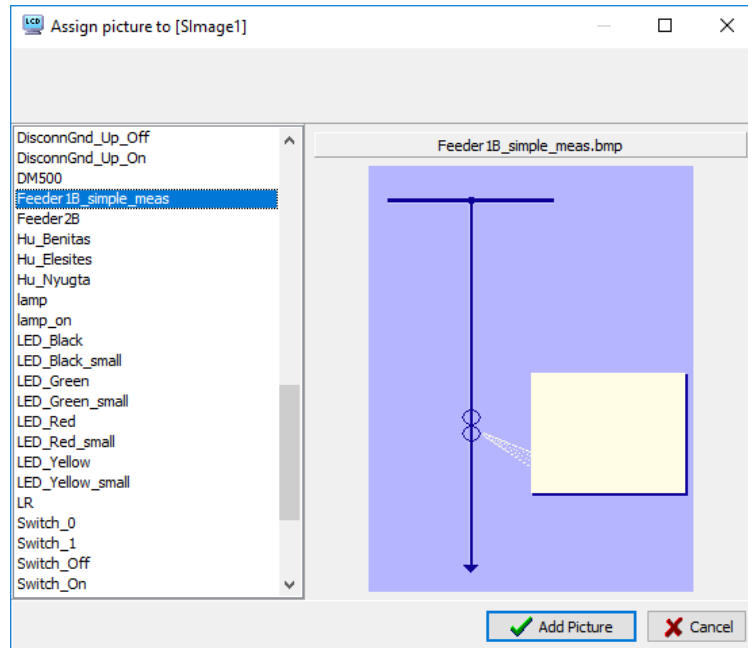 LCD
Assign picture to [SImage1]
DisconnGnd_Up_Off
DisconnGnd_Up_On
DM500
Feeder1B_simple_meas
Feeder2B
Hu_Benitas
Hu_Elesites
Hu_Nyugta
lamp
lamp_on
LED_Black
LED_Black_small
LED_Green
LED_Green_small
LED_Red
LED_Red_small
LED_Yellow
LED_Yellow_small
LR
Switch_0
Switch_1
Switch_Off
Switch_On
Feeder1B_simple_meas.bmp
Add Picture
Cancel